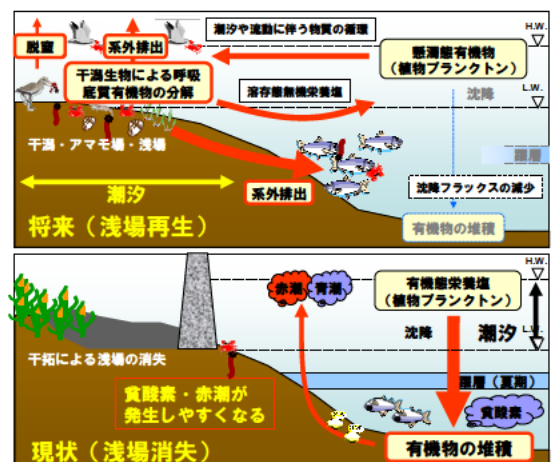 H.W.
潮汐や流動に伴う物質の循環
脱窒
系外排出
懸濁態有機物
(植物プランクトン)
干潟生物による呼吸
底質有機物の分解
溶存態無機栄養塩
L.W.
沈降
干潟・アマモ場・浅場
躍層
潮汐
系外排出
沈降フラックスの減少
将来(浅場再生)
有機物の堆積
H.W.
赤潮
青潮
有機態栄養塩
(植物プランクトン)
沈降
潮汐
L.W.
干拓による浅場の消失
躍層(夏期)
貧酸素・赤潮が
発生しやすくなる
貧酸素
現状(浅場消失)
有機物の堆積